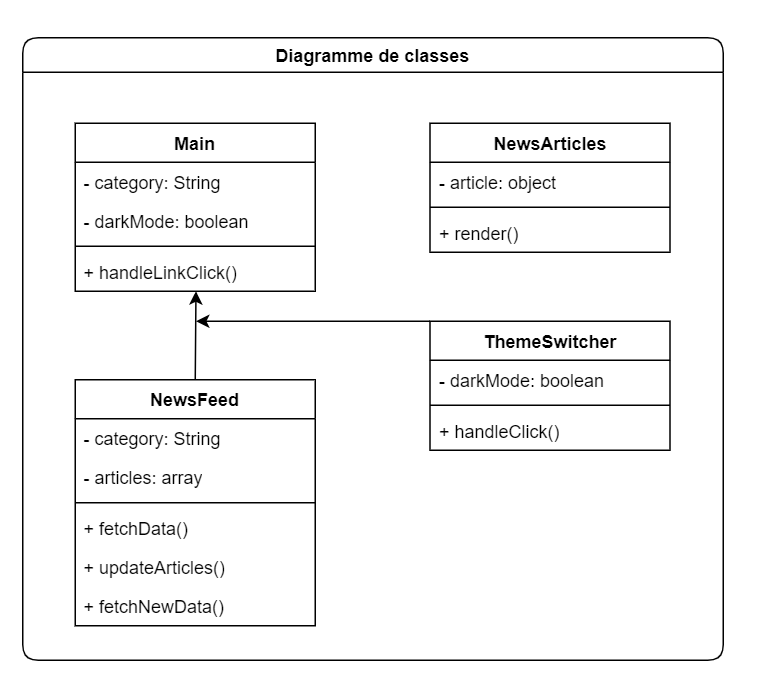 Diagramme de classes
Main
- category: String
- darkMode: boolean
+ handleLinkClick()
NewsArticles
- article: object
+ render()
ThemeSwitcher
- darkMode: boolean
+ handleClick()
NewsFeed
- category: String
- articles: array
+ fetchData()
+ updateArticles()
+ fetchNewData()